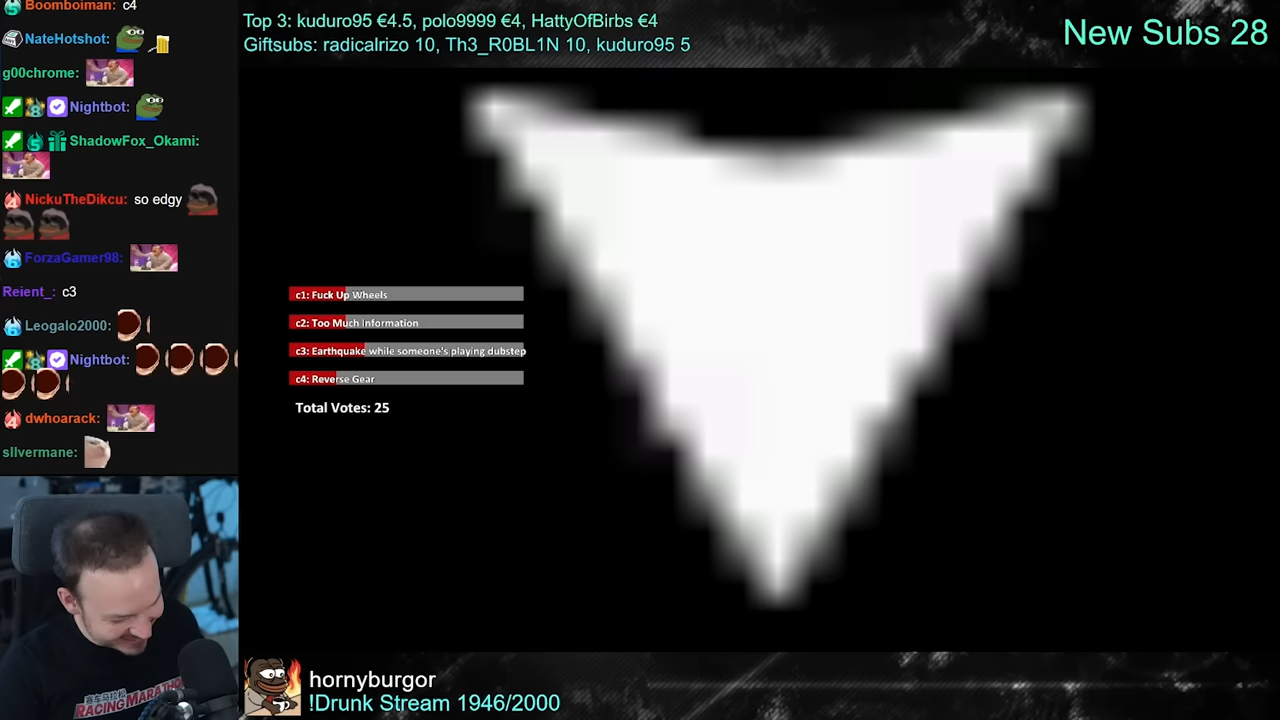 Boomboiman: c4
NateHotshot:
g00chrome:
Nightbot:
ShadowFox_Okami:
NickuTheDikcu: so edgy
ForzaGamer98:
Reient_: c3
Leogalo2000:
Nightbot:
dwhoarack:
sllvermane:
Top 3: kuduro95 €4.5, polo9999 €4, HattyOfBirbs €4
Giftsubs: radicalrizo 10, Th3_R0BL1N 10, kuduro95 5
New Subs 28
c1: Fuck Up Wheels
c2: Too Much Information
c3: Earthquake while someone's playing dubstep
c4: Reverse Gear
Total Votes: 25
RACING MARATHON
hornyburgor
!Drunk Stream 1946/2000